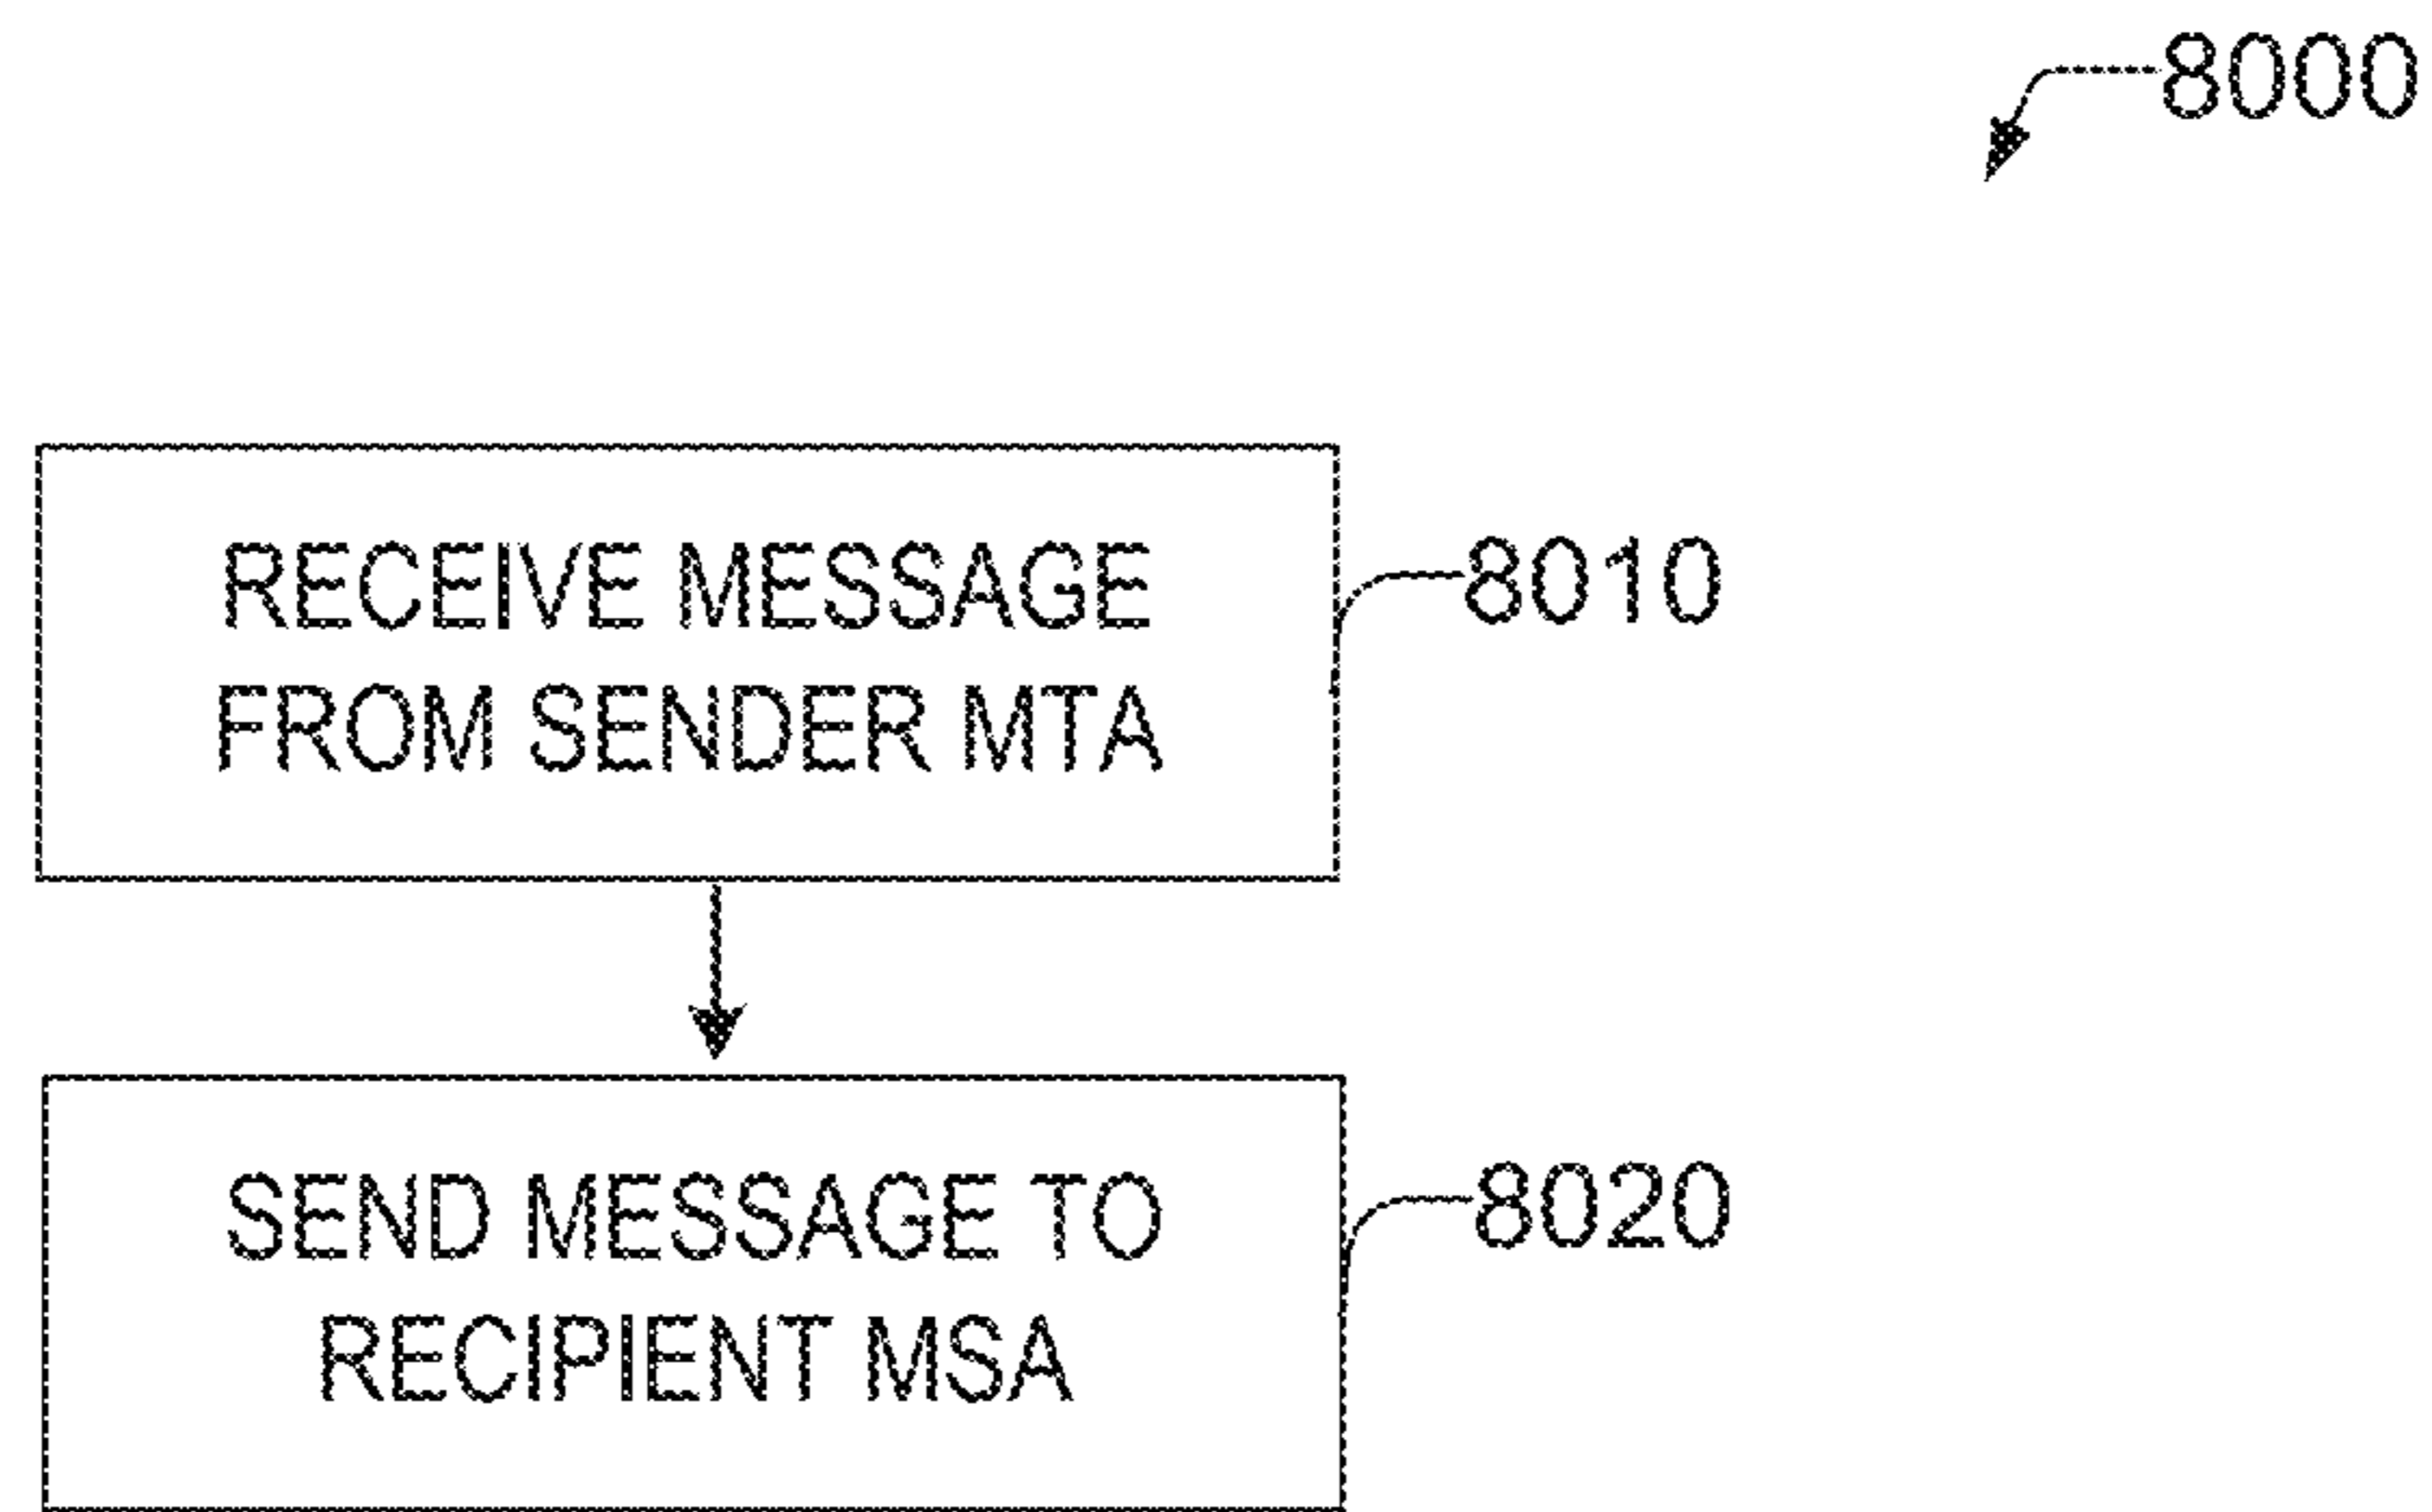 8000
RECEIVE MESSAGE
FROM SENDER MTA
8010
SEND MESSAGE TO
RECIPIENT MSA
8020